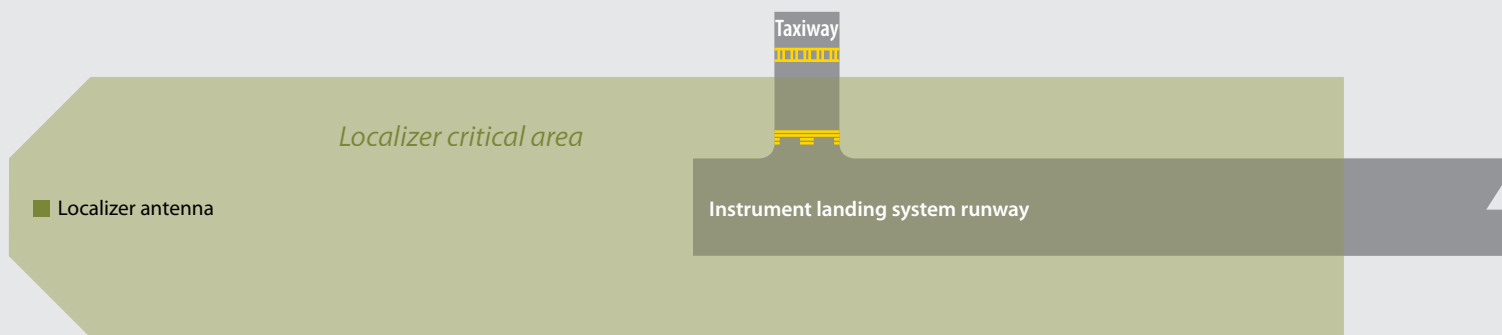 Taxiway
Localizer critical area
Localizer antenna
Instrument landing system runway